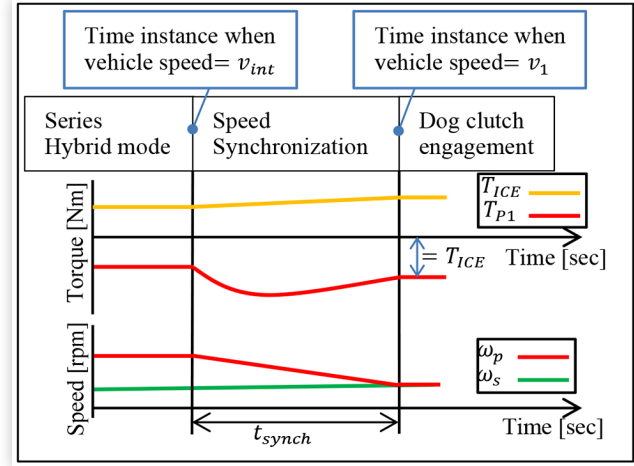 Time instance when
vehicle speed= v_int
Time instance when
vehicle speed= v_1
Series
Hybrid mode
Speed
Synchronization
Dog clutch
engagement
Torque [Nm]
T_ICE
T_P1
= T_ICE
Time [sec]
Speed [rpm]
ω_p
ω_s
t_synch
Time [sec]